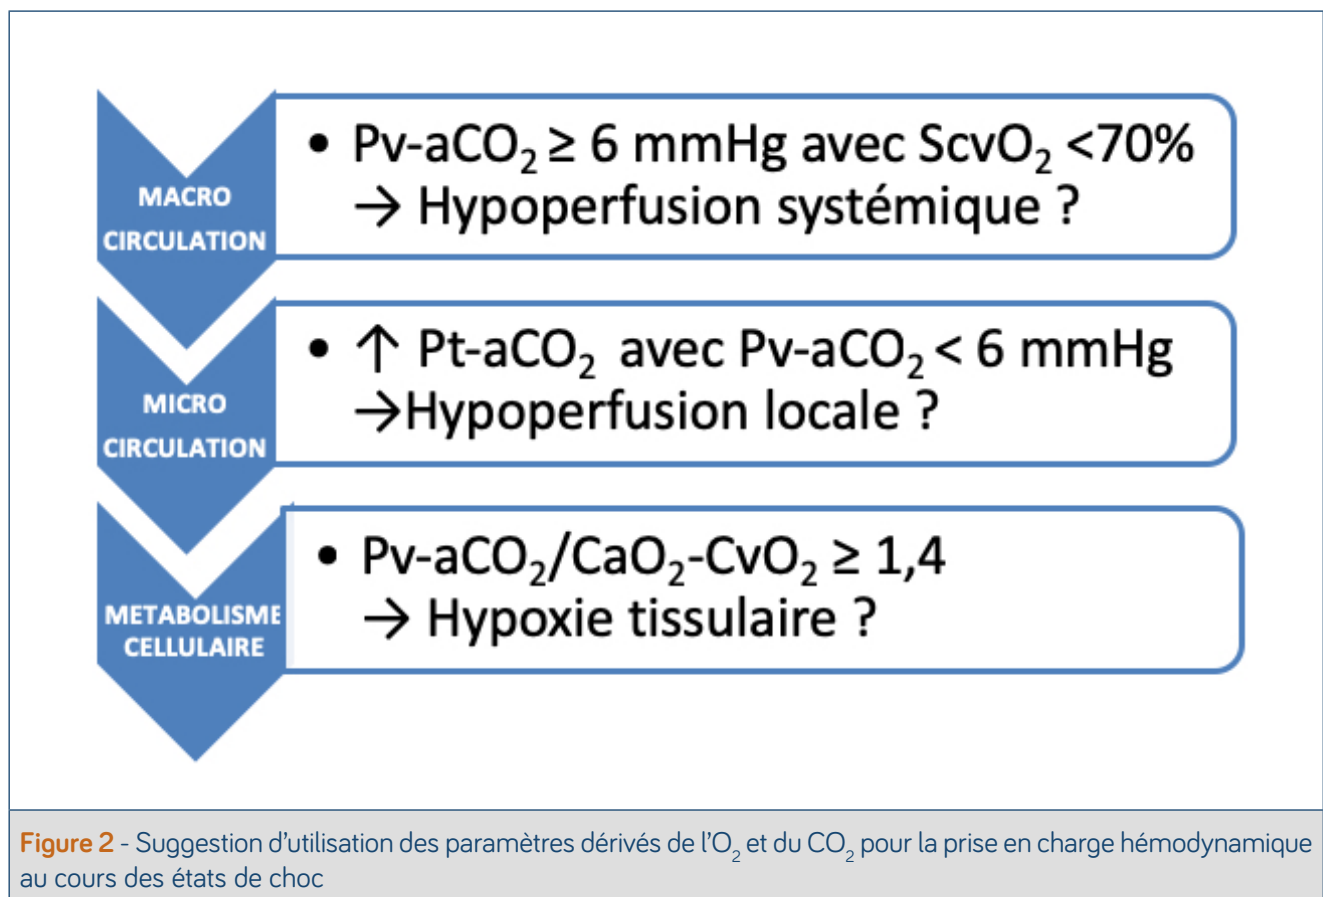 MACRO
CIRCULATION
• Pv-aCO₂ ≥ 6 mmHg avec ScvO₂ <70%
→ Hypoperfusion systémique ?
MICRO
CIRCULATION
• ↑ Pt-aCO₂ avec Pv-aCO₂ < 6 mmHg
→Hypoperfusion locale ?
METABOLISME
CELLULAIRE
• Pv-aCO₂/CaO₂-CvO₂ ≥ 1,4
→ Hypoxie tissulaire ?
Figure 2 - Suggestion d’utilisation des paramètres dérivés de l’O₂ et du CO₂ pour la prise en charge hémodynamique
au cours des états de choc